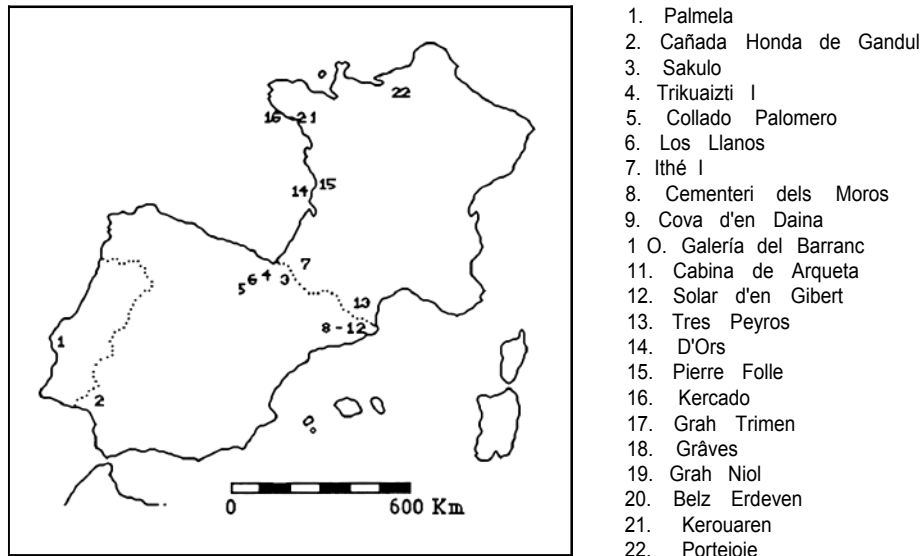 22
16 21
14 15
7
6 4 3
5
13
8-12
1
2
0 600 Km
1. Palmela
2. Cañada Honda de Gandul
3. Sakulo
4. Trikuaizti I
5. Collado Palomero
6. Los Llanos
7. Ithé I
8. Cementeri dels Moros
9. Cova d'en Daina
1 O. Galería del Barranc
11. Cabina de Arqueta
12. Solar d'en Gibert
13. Tres Peyros
14. D'Ors
15. Pierre Folle
16. Kercado
17. Grah Trimen
18. Grâves
19. Grah Niol
20. Belz Erdeven
21. Kerouaren
22. Portejoie